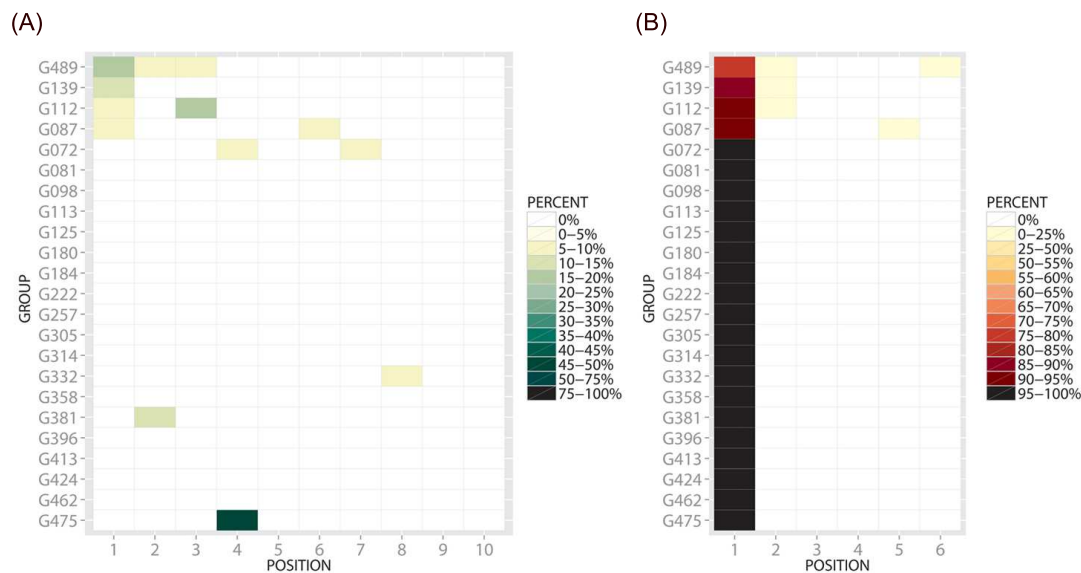 (A)
G489
G139
G112
G087
G072
G081
G098
G113
G125
G180
G184
G222
G257
G305
G314
G332
G358
G381
G396
G413
G424
G462
G475
GROUP
1 2 3 4 5 6 7 8 9 10
POSITION
PERCENT
0%
0–5%
5–10%
10–15%
15–20%
20–25%
25–30%
30–35%
35–40%
40–45%
45–50%
50–75%
75–100%
(B)
G489
G139
G112
G087
G072
G081
G098
G113
G125
G180
G184
G222
G257
G305
G314
G332
G358
G381
G396
G413
G424
G462
G475
GROUP
1 2 3 4 5 6
POSITION
PERCENT
0%
0–25%
25–50%
50–55%
55–60%
60–65%
65–70%
70–75%
75–80%
80–85%
85–90%
90–95%
95–100%